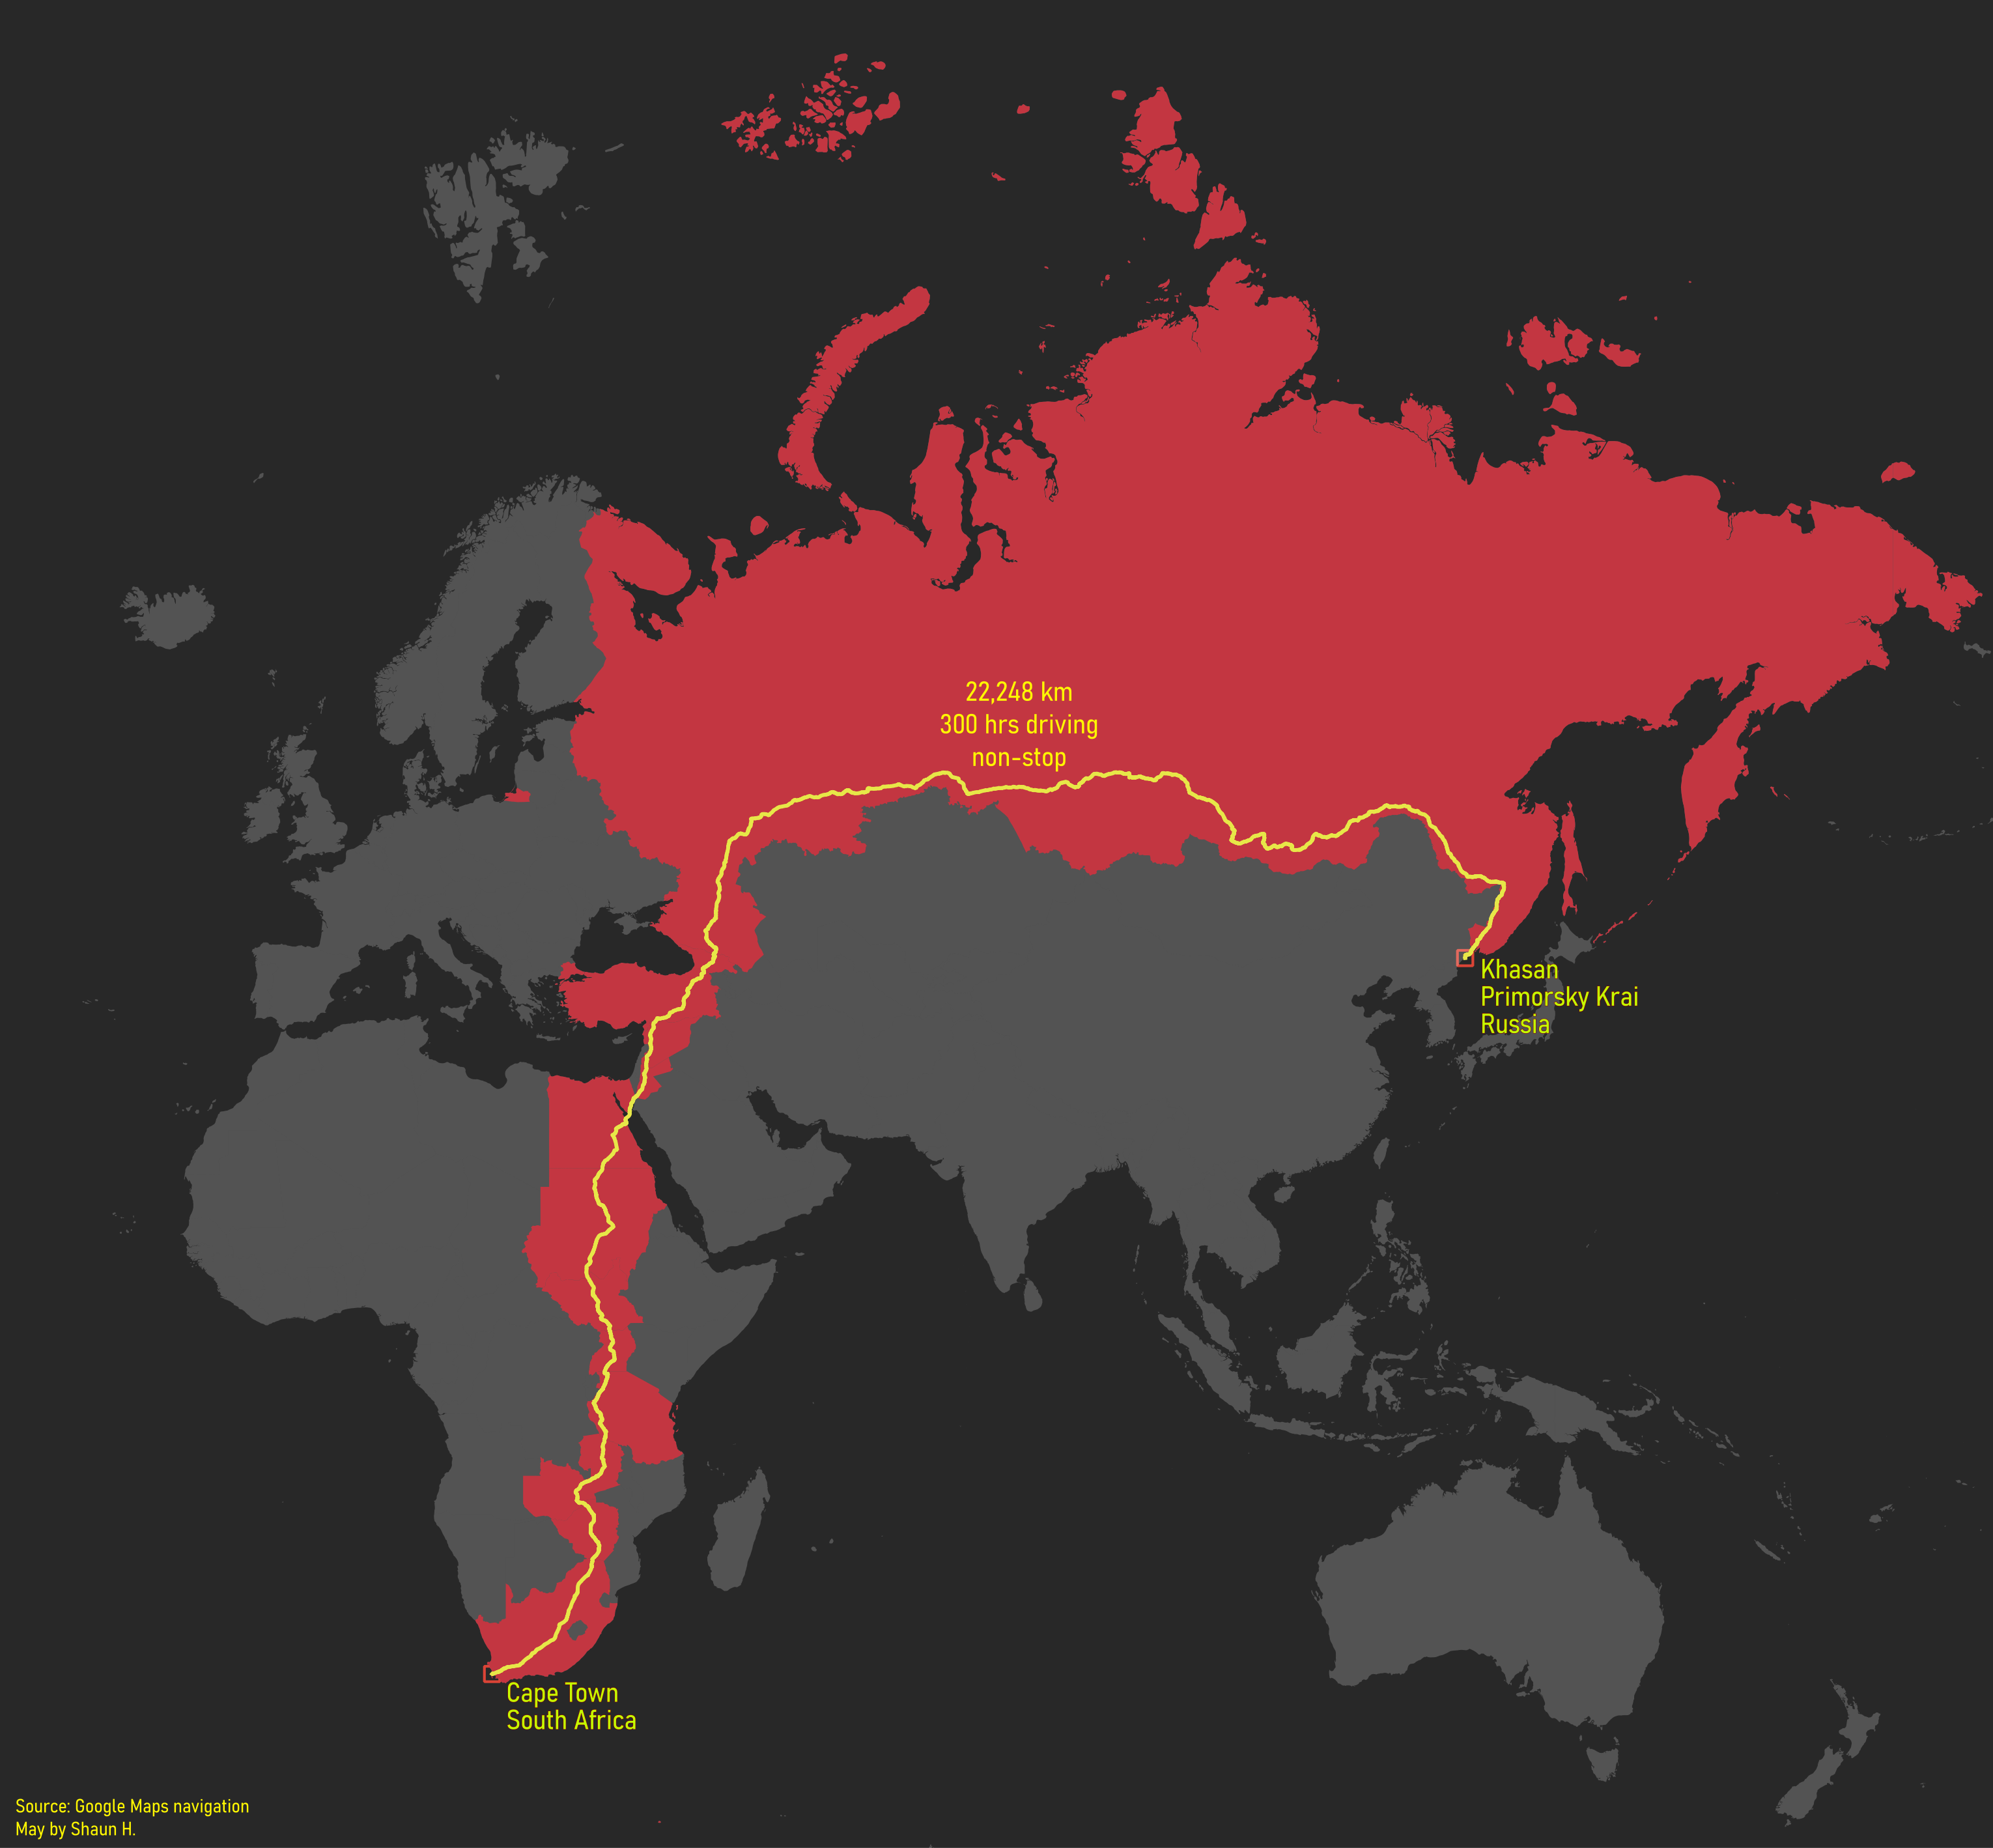 22,248 km
300 hrs driving
non-stop
Khasan
Primorsky Krai
Russia
Cape Town
South Africa
Source: Google Maps navigation
May by Shaun H.